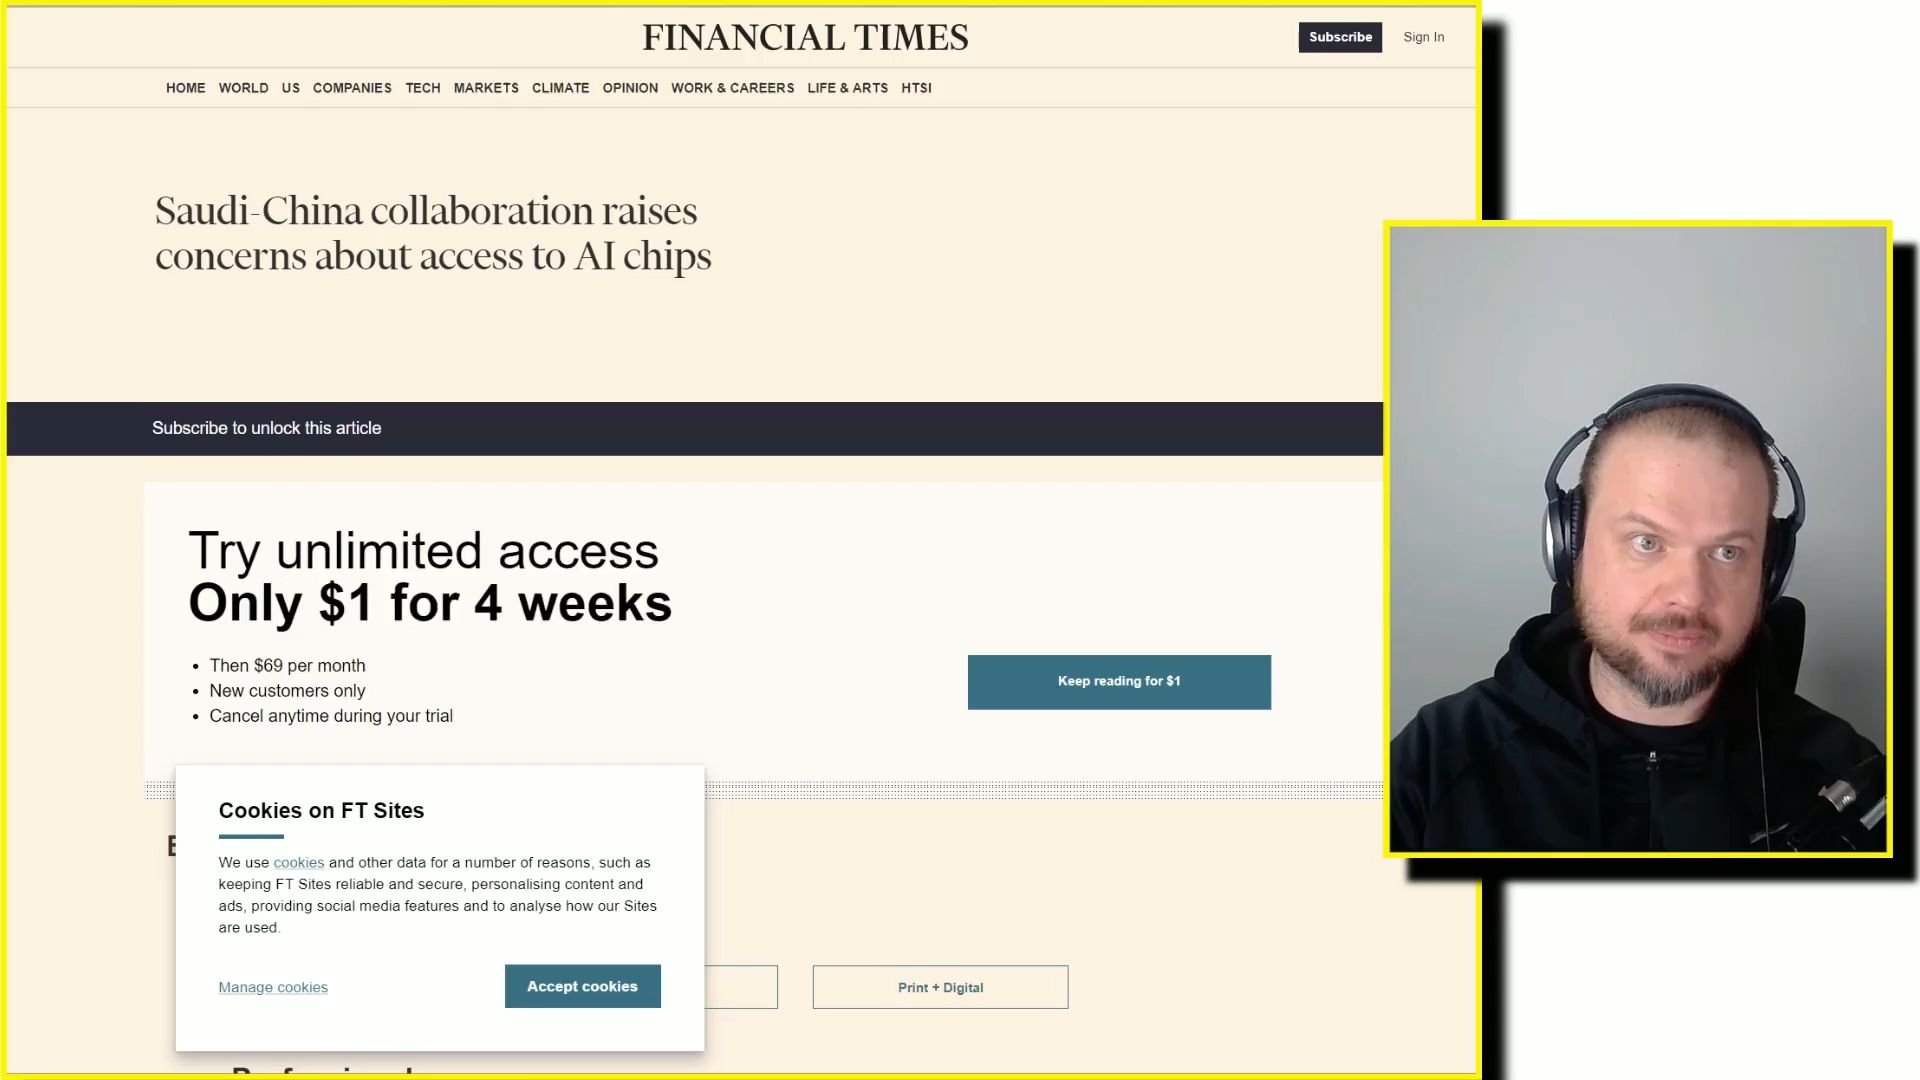 FINANCIAL TIMES
Subscribe
Sign In
HOME WORLD US COMPANIES TECH MARKETS CLIMATE OPINION WORK & CAREERS LIFE & ARTS HTSI
Saudi-China collaboration raises
concerns about access to AI chips
Subscribe to unlock this article
Try unlimited access
Only $1 for 4 weeks
Then $69 per month
New customers only
Cancel anytime during your trial
Keep reading for $1
Cookies on FT Sites
We use cookies and other data for a number of reasons, such as
keeping FT Sites reliable and secure, personalising content and
ads, providing social media features and to analyse how our Sites
are used.
Manage cookies
Accept cookies
Print + Digital